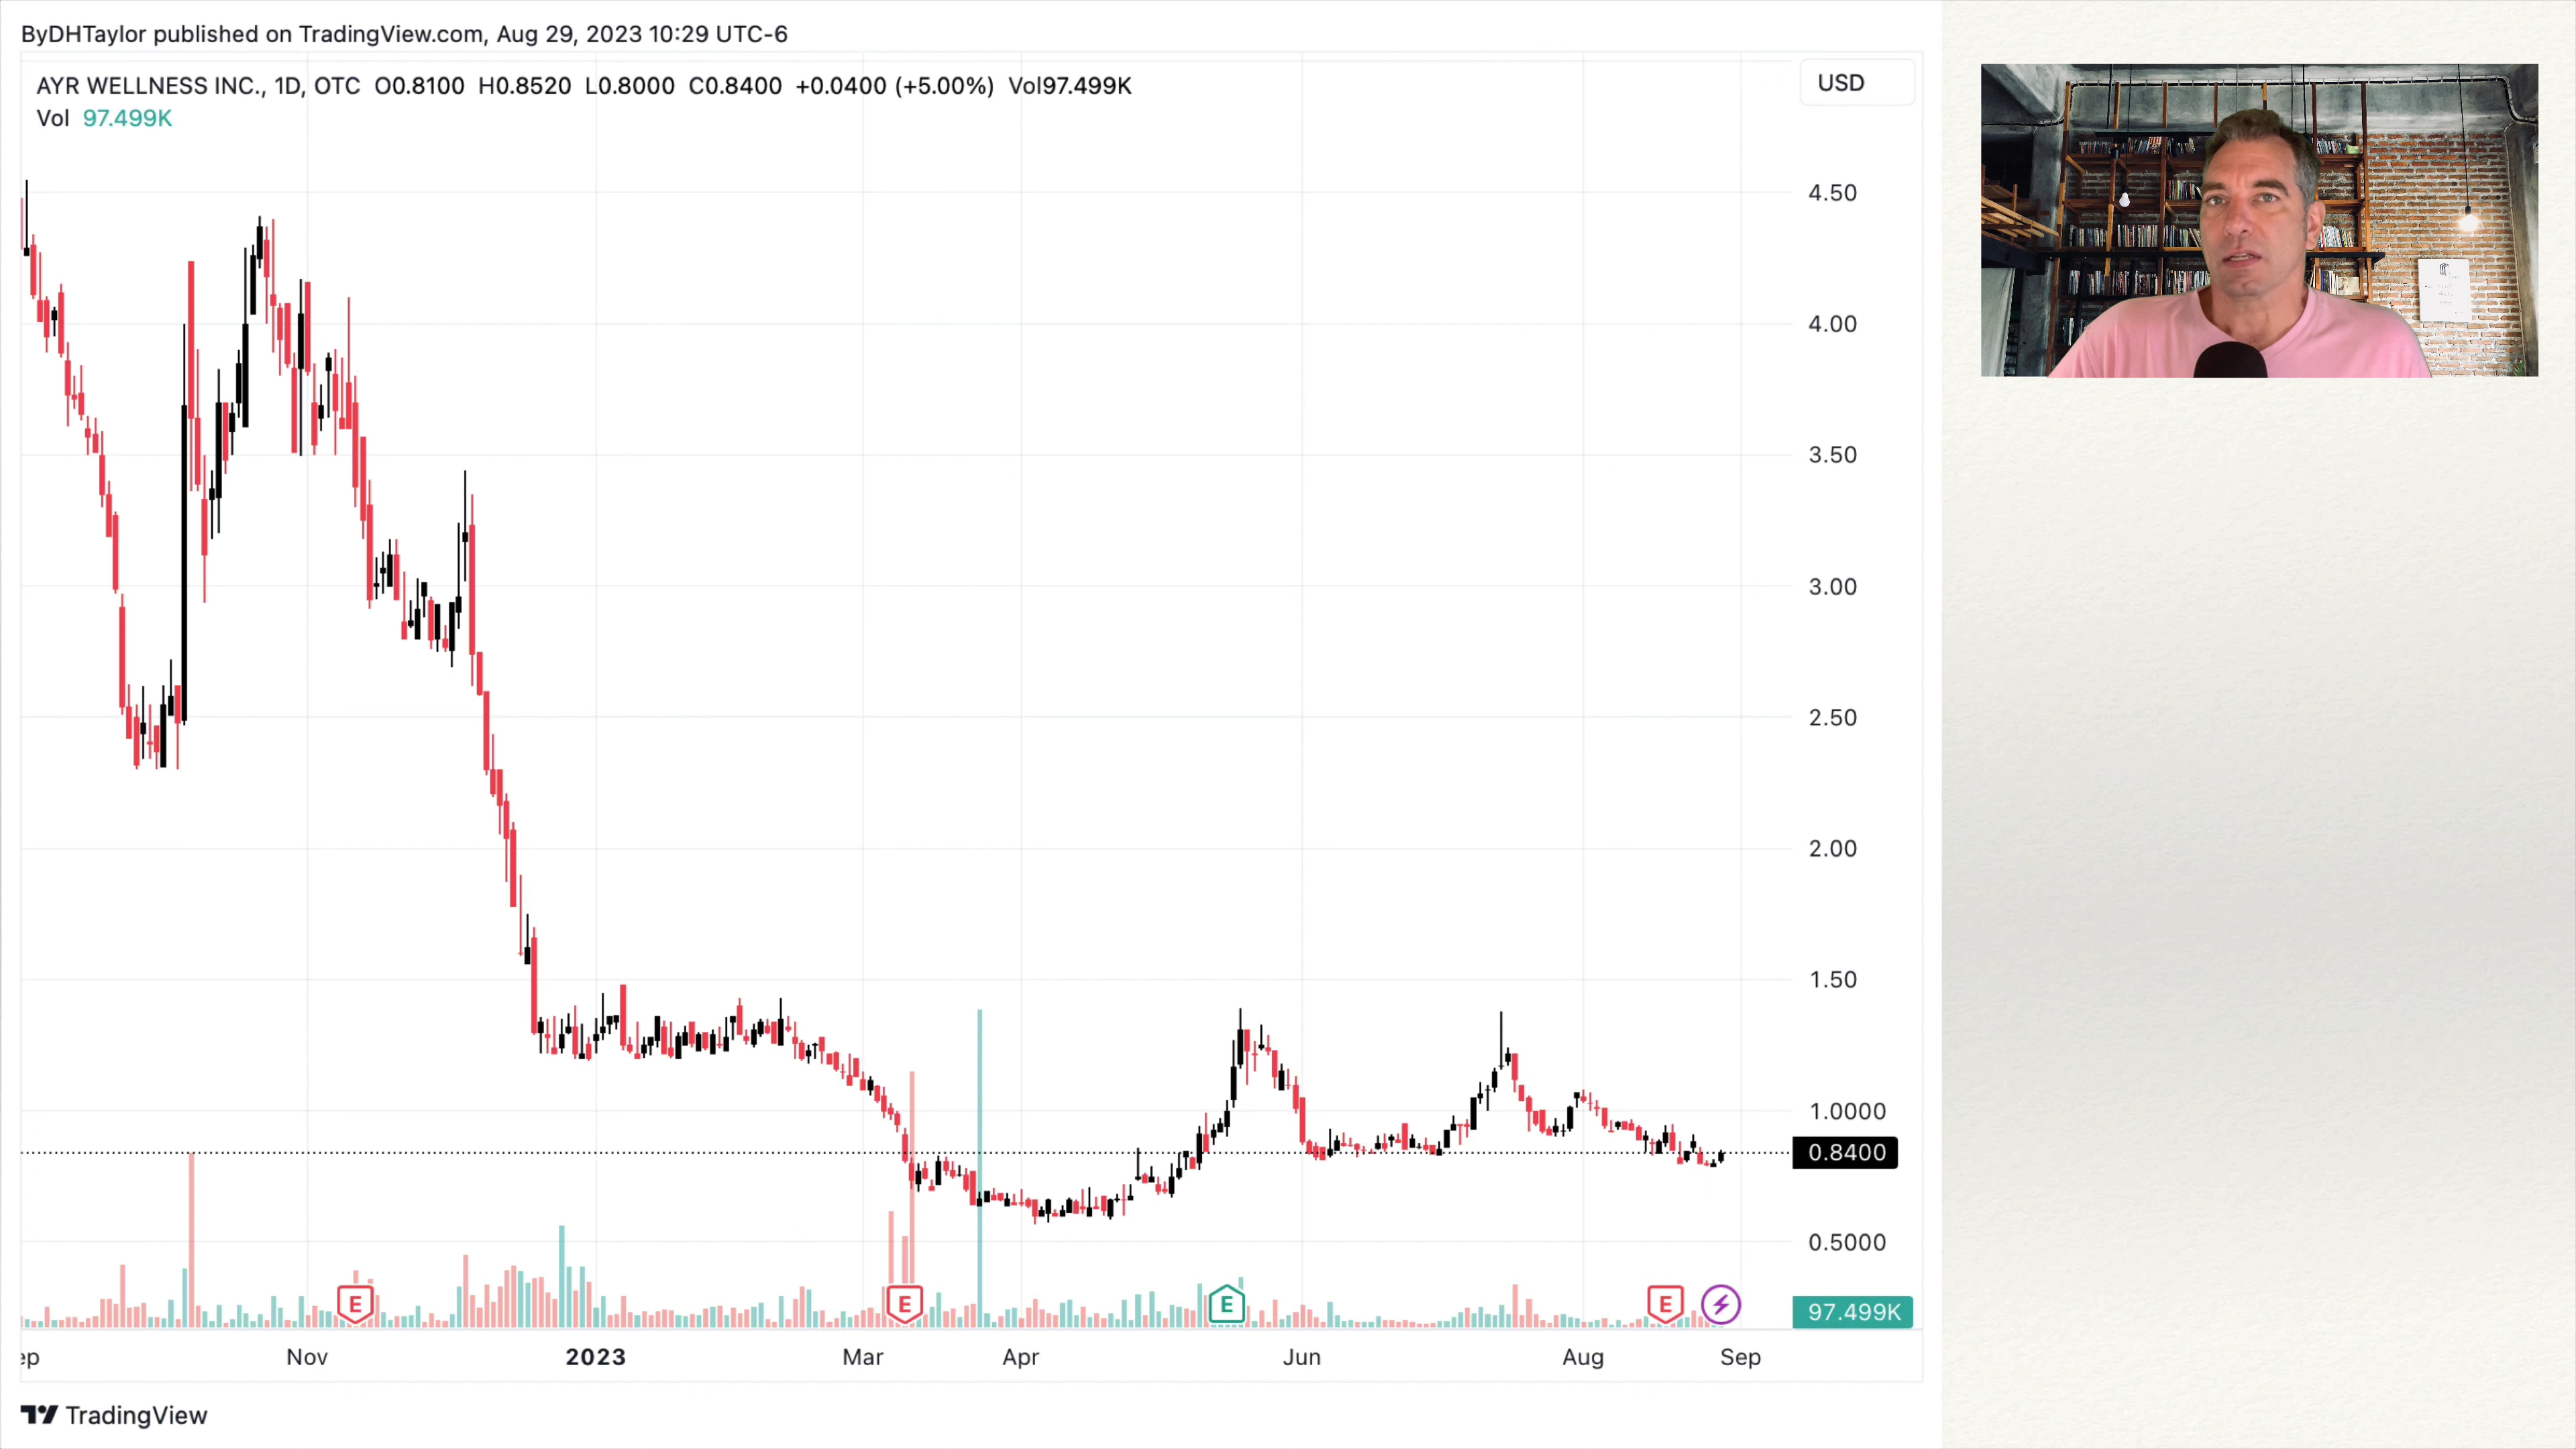 ByDHTaylor published on TradingView.com, Aug 29, 2023 10:29 UTC-6
AYR WELLNESS INC., 1D, OTC O0.8100 H0.8520 L0.8000 C0.8400 +0.0400 (+5.00%) Vol97.499K
USD
Vol 97.499K
4.50
4.00
3.50
3.00
2.50
2.00
1.50
1.0000
0.8400
0.5000
E E E E
97.499K
ep Nov 2023 Mar Apr Jun Aug Sep
TradingView